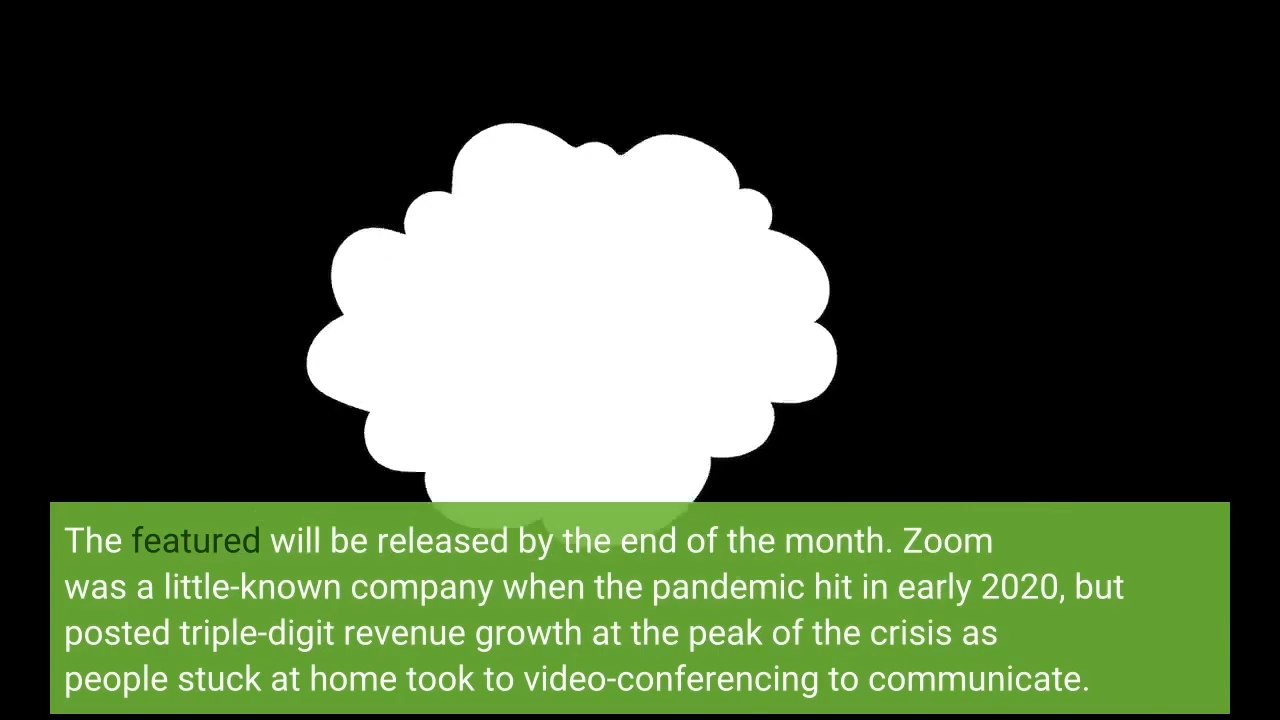 The featured will be released by the end of the month. Zoom
was a little-known company when the pandemic hit in early 2020, but
posted triple-digit revenue growth at the peak of the crisis as
people stuck at home took to video-conferencing to communicate.